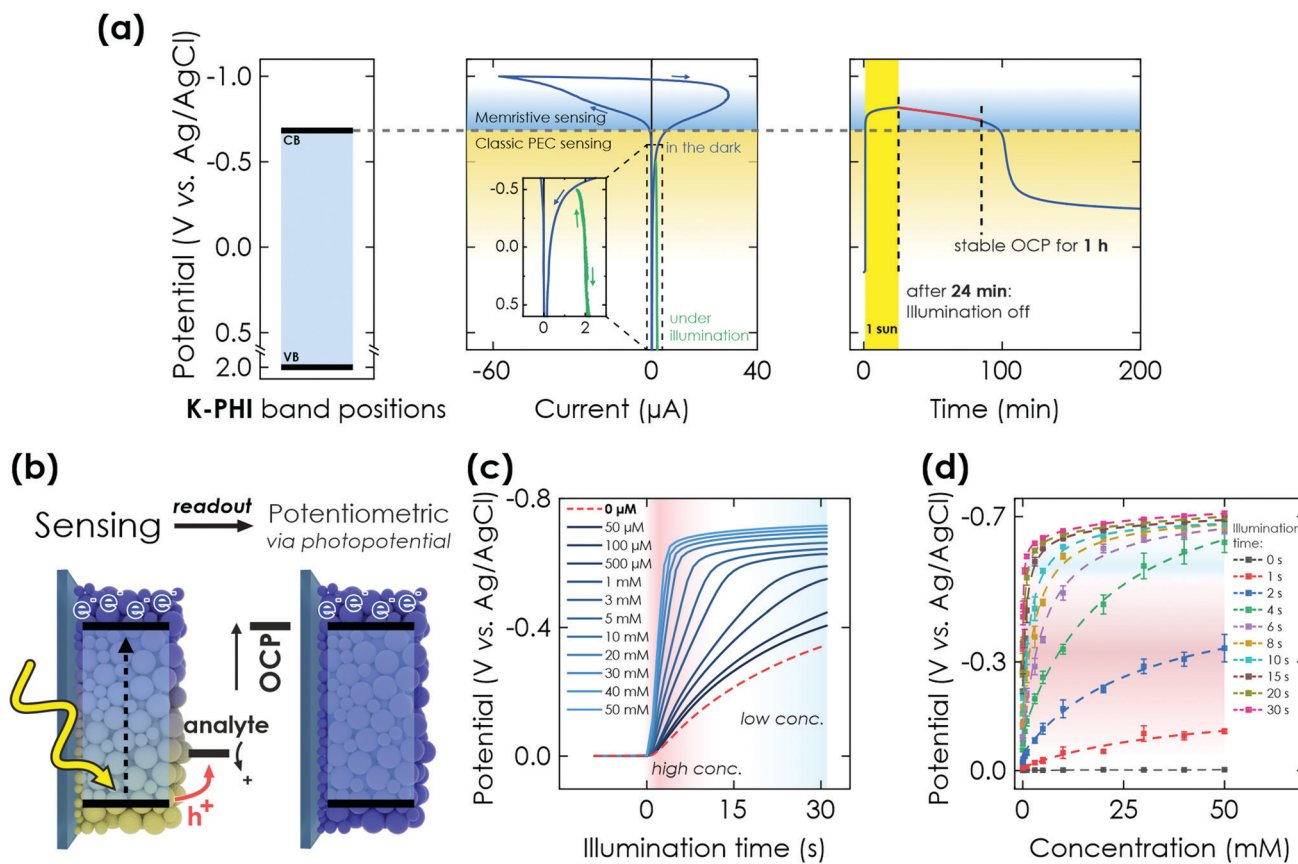 (a)
Potential (V vs. Ag/AgCl)
-1.0
-0.5
0.0
0.5
2.0
CB
VB
K-PHI band positions
Memristive sensing
Classic PEC sensing
in the dark
-0.5
0.0
0.5
0
2
under
illumination
-60
0
40
Current (µA)
1 sun
stable OCP for 1 h
after 24 min:
Illumination off
0
100
200
Time (min)
(b)
Sensing
readout
Potentiometric
via photopotential
e- e- e- e-
OCP
analyte
+
h+
e- e- e- e-
(c)
Potential (V vs. Ag/AgCl)
-0.8
-0.4
0.0
0 µM
50 µM
100 µM
500 µM
1 mM
3 mM
5 mM
10 mM
20 mM
30 mM
40 mM
50 mM
low conc.
high conc.
0
15
30
Illumination time (s)
(d)
Potential (V vs. Ag/AgCl)
-0.7
-0.3
0.0
Illumination
time:
0 s
1 s
2 s
4 s
6 s
8 s
10 s
15 s
20 s
30 s
0
30
60
Concentration (mM)